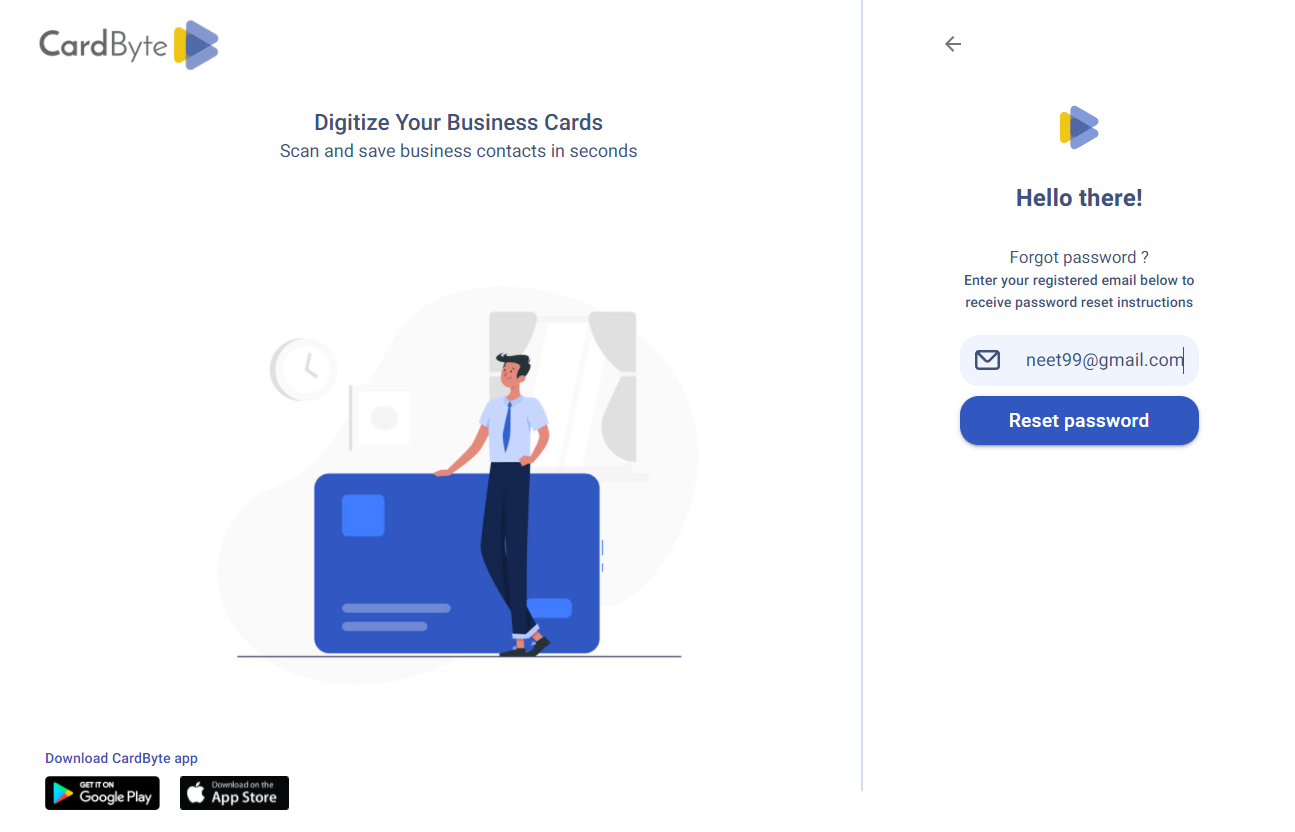 CardByte
Digitize Your Business Cards
Scan and save business contacts in seconds
Download CardByte app
GET IT ON
Google Play
Download on the
App Store
Hello there!
Forgot password ?
Enter your registered email below to
receive password reset instructions
neet99@gmail.com
Reset password